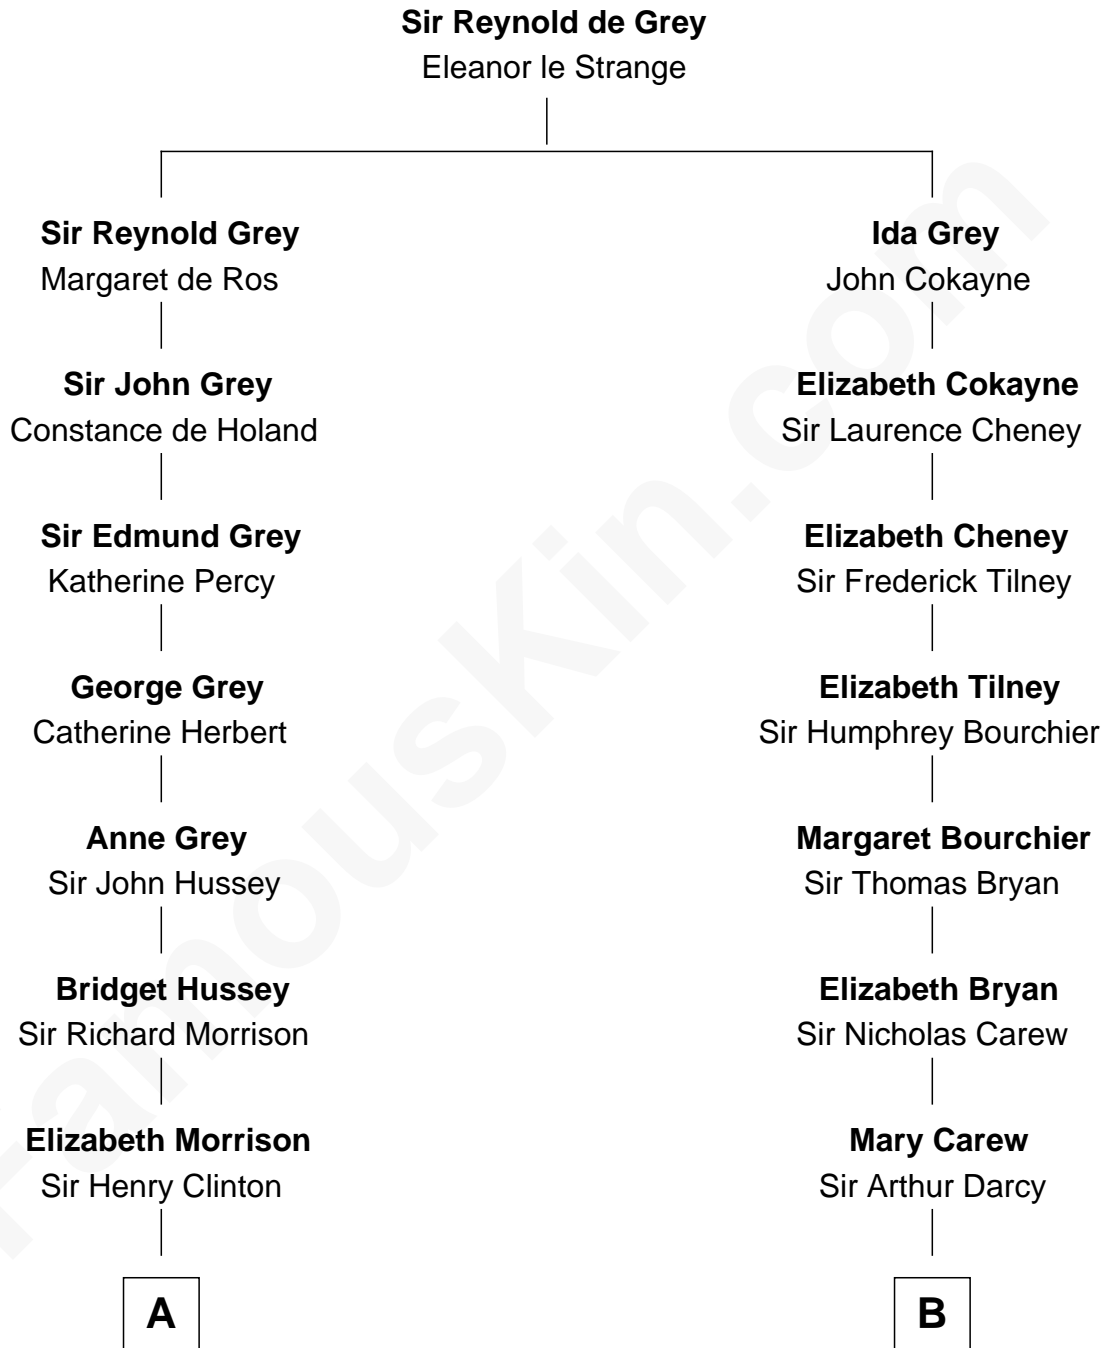 Sir Reynold de Grey
Eleanor le Strange
Sir Reynold Grey
Margaret de Ros
Ida Grey
John Cokayne
Sir John Grey
Constance de Holand
Elizabeth Cokayne
Sir Laurence Cheney
Sir Edmund Grey
Katherine Percy
Elizabeth Cheney
Sir Frederick Tilney
George Grey
Catherine Herbert
Elizabeth Tilney
Sir Humphrey Bourchier
Anne Grey
Sir John Hussey
Margaret Bourchier
Sir Thomas Bryan
Bridget Hussey
Sir Richard Morrison
Elizabeth Bryan
Sir Nicholas Carew
Elizabeth Morrison
Sir Henry Clinton
Mary Carew
Sir Arthur Darcy
A
B
FamousKin.com